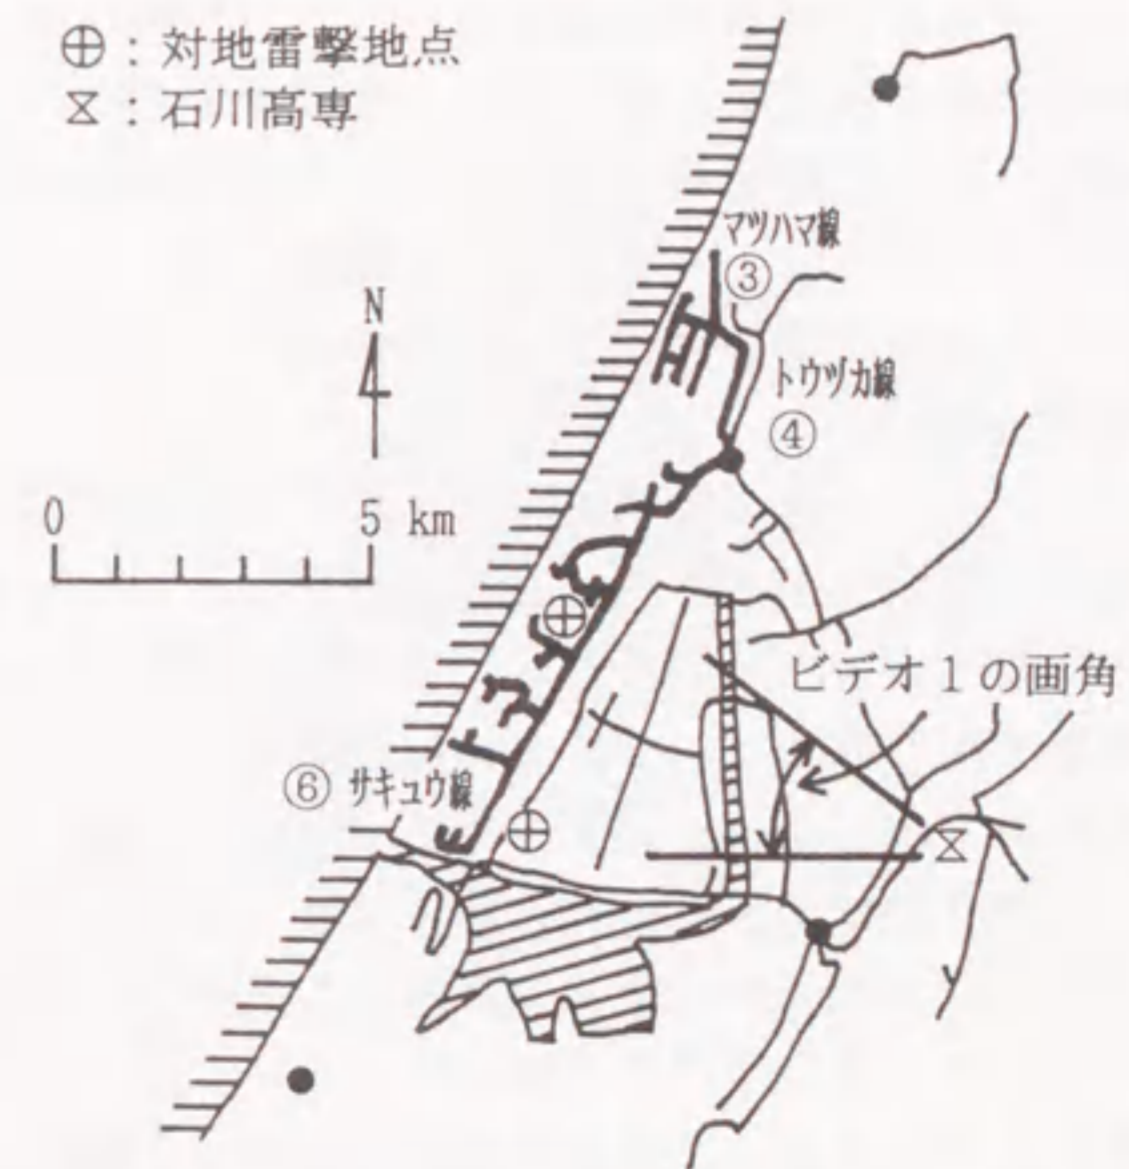 ⊕：対地雷撃地点
⧖：石川高専
マツハマ線
③
N
トウヅカ線
④
0 5 km
ビデオ1の画角
⑥ サキュウ線